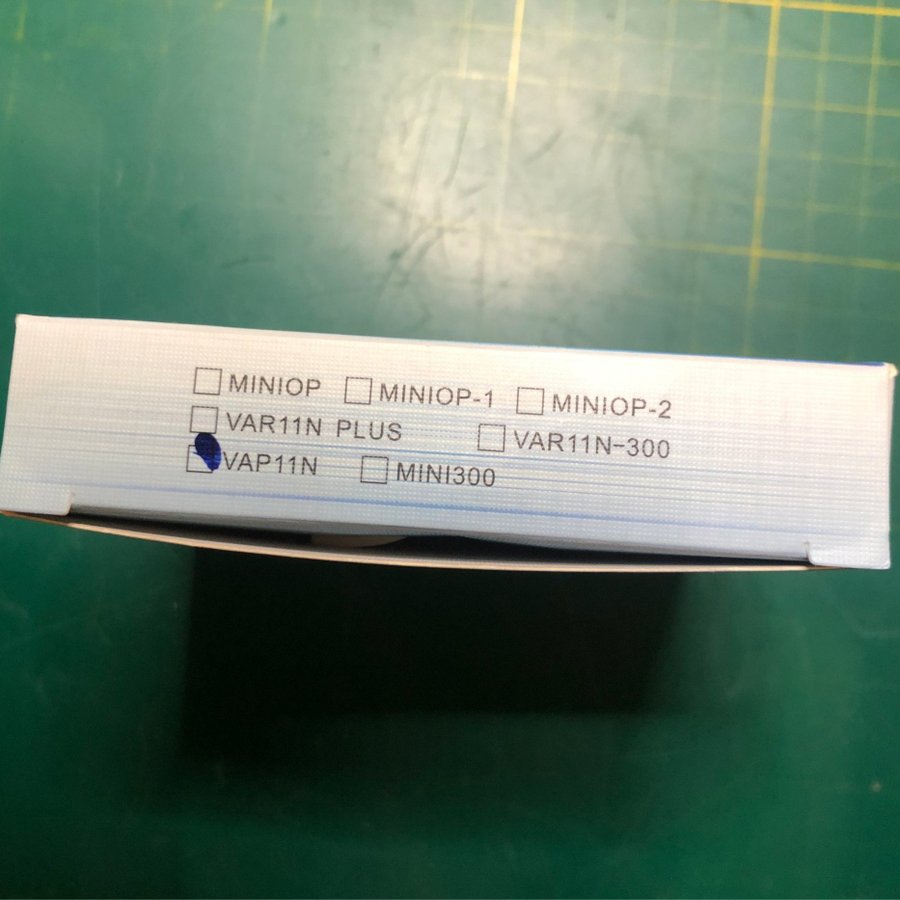 MINIOP MINIOP-1 MINIOP-2
VAR11N PLUS VAR11N-300
VAP11N MINI300